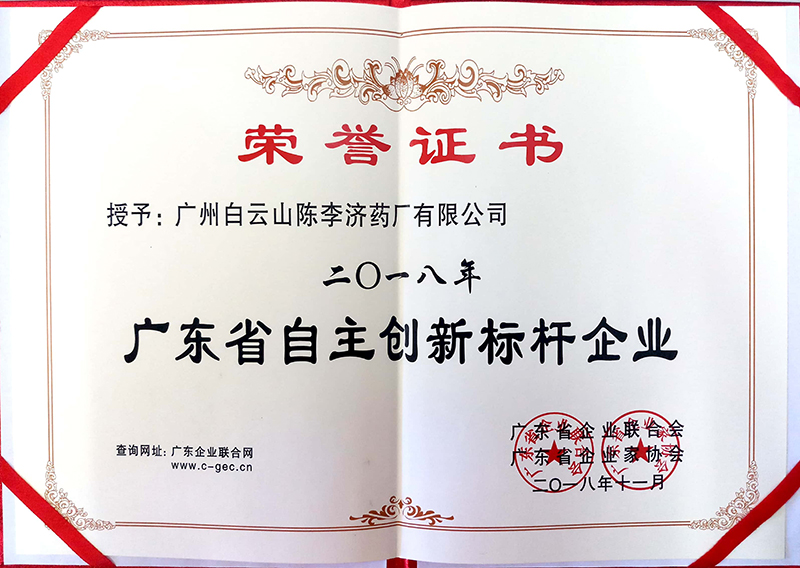 荣誉证书
授予：广州白云山陈李济药厂有限公司
二〇一八年
广东省自主创新标杆企业
查询网址：广东企业联合网
www.c-gec.com
广东省企业联合会
广东省企业家协会
二〇一八年十一月